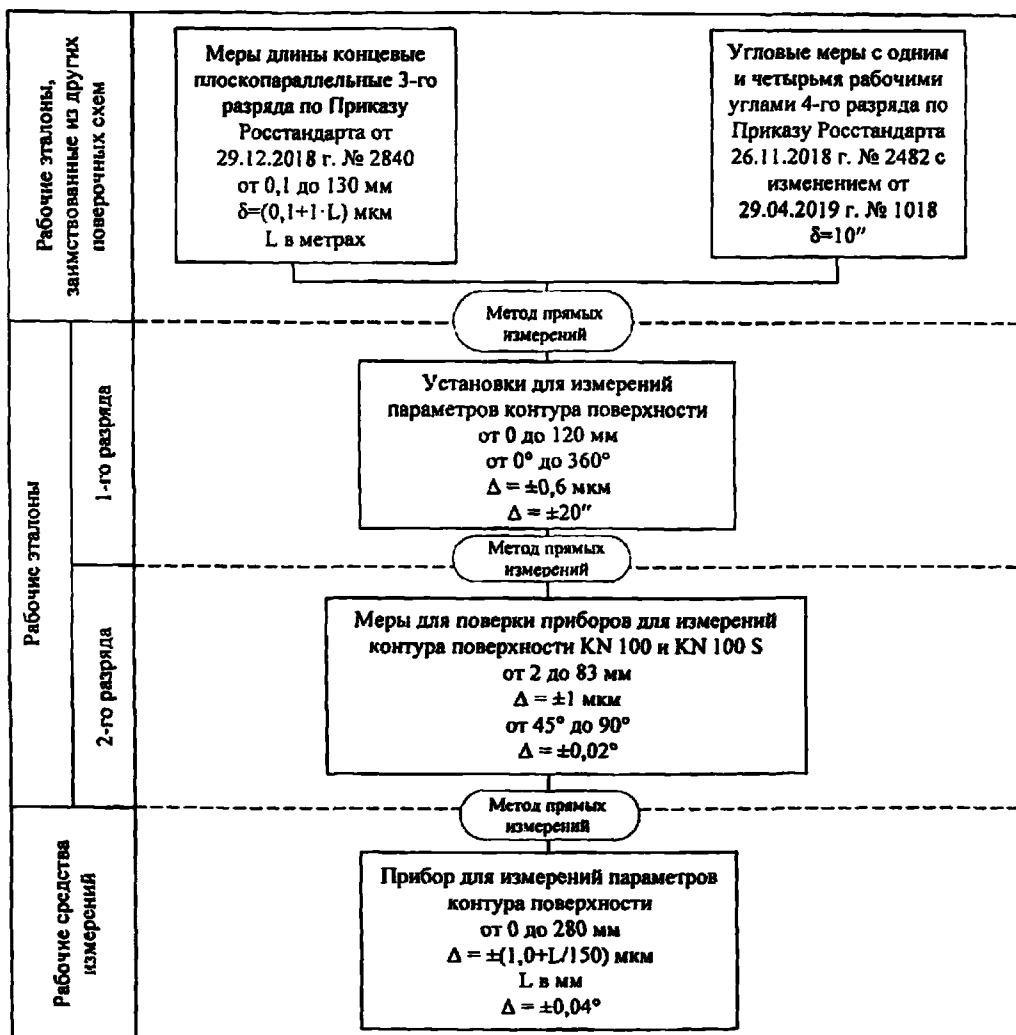 Рабочие эталоны,
заимствованные из других
поверочных схем
Меры длины концевые
плоскопараллельные 3-го
разряда по Приказу
Росстандарта от
29.12.2018 г. № 2840
от 0,1 до 130 мм
δ=(0,1+1·L) мкм
L в метрах
Угловые меры с одним
и четырьмя рабочими
углами 4-го разряда по
Приказу Росстандарта
26.11.2018 г. № 2482 с
изменением от
29.04.2019 г. № 1018
δ=10″
Метод прямых
измерений
Рабочие эталоны
1-го разряда
Установки для измерений
параметров контура поверхности
от 0 до 120 мм
от 0° до 360°
Δ = ±0,6 мкм
Δ = ±20″
Метод прямых
измерений
2-го разряда
Меры для поверки приборов для измерений
контура поверхности KN 100 и KN 100 S
от 2 до 83 мм
Δ = ±1 мкм
от 45° до 90°
Δ = ±0,02°
Метод прямых
измерений
Рабочие средства
измерений
Прибор для измерений параметров
контура поверхности
от 0 до 280 мм
Δ = ±(1,0+L/150) мкм
L в мм
Δ = ±0,04°